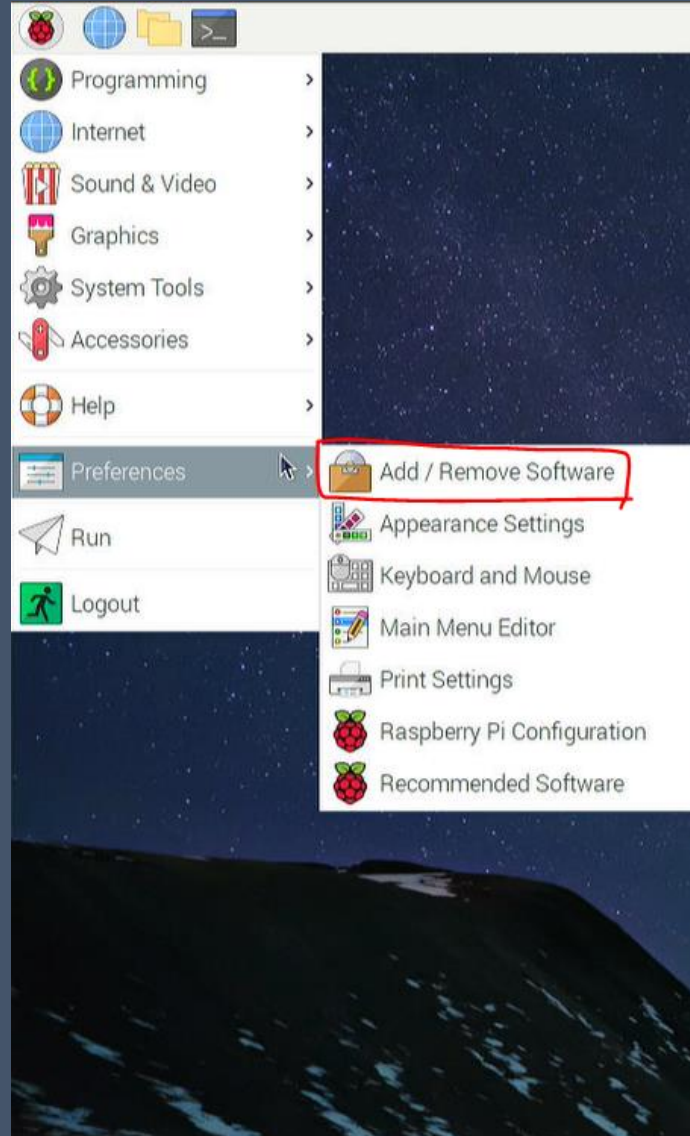 Programming
Internet
Sound & Video
Graphics
System Tools
Accessories
Help
Preferences
Run
Logout
Add / Remove Software
Appearance Settings
Keyboard and Mouse
Main Menu Editor
Print Settings
Raspberry Pi Configuration
Recommended Software